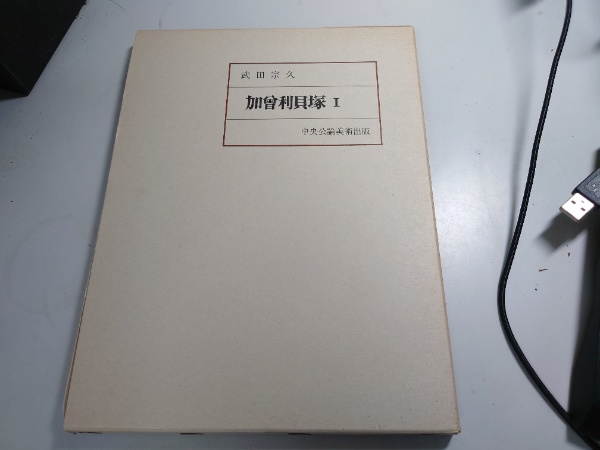 武田宗久
加曾利貝塚 I
中央公論美術出版